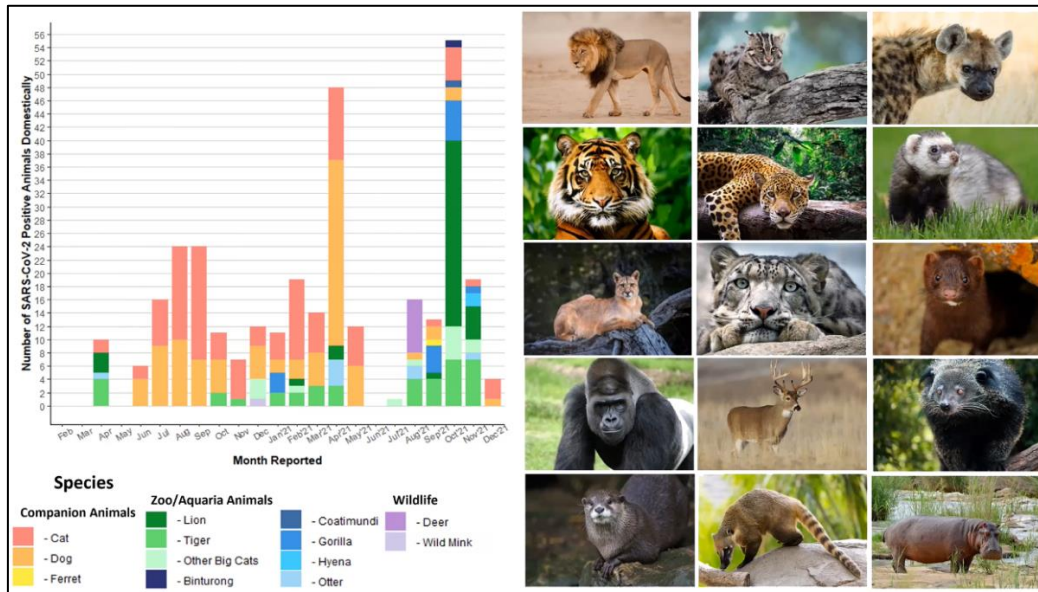 Number of SARS-CoV-2 Positive Animals Domestically
56
54
52
50
48
46
44
42
40
38
36
34
32
30
28
26
24
22
20
18
16
14
12
10
8
6
4
2
0
Feb Mar Apr May Jun Jul Aug Sep Oct Nov Dec Jan'21 Feb'21 Mar'21 Apr'21 May'21 Jun'21 Jul'21 Aug'21 Sep'21 Oct'21 Nov'21 Dec'21
Month Reported
Species
Companion Animals
- Cat
- Dog
- Ferret
Zoo/Aquaria Animals
- Lion
- Tiger
- Other Big Cats
- Binturong
- Coatimundi
- Gorilla
- Hyena
- Otter
Wildlife
- Deer
- Wild Mink